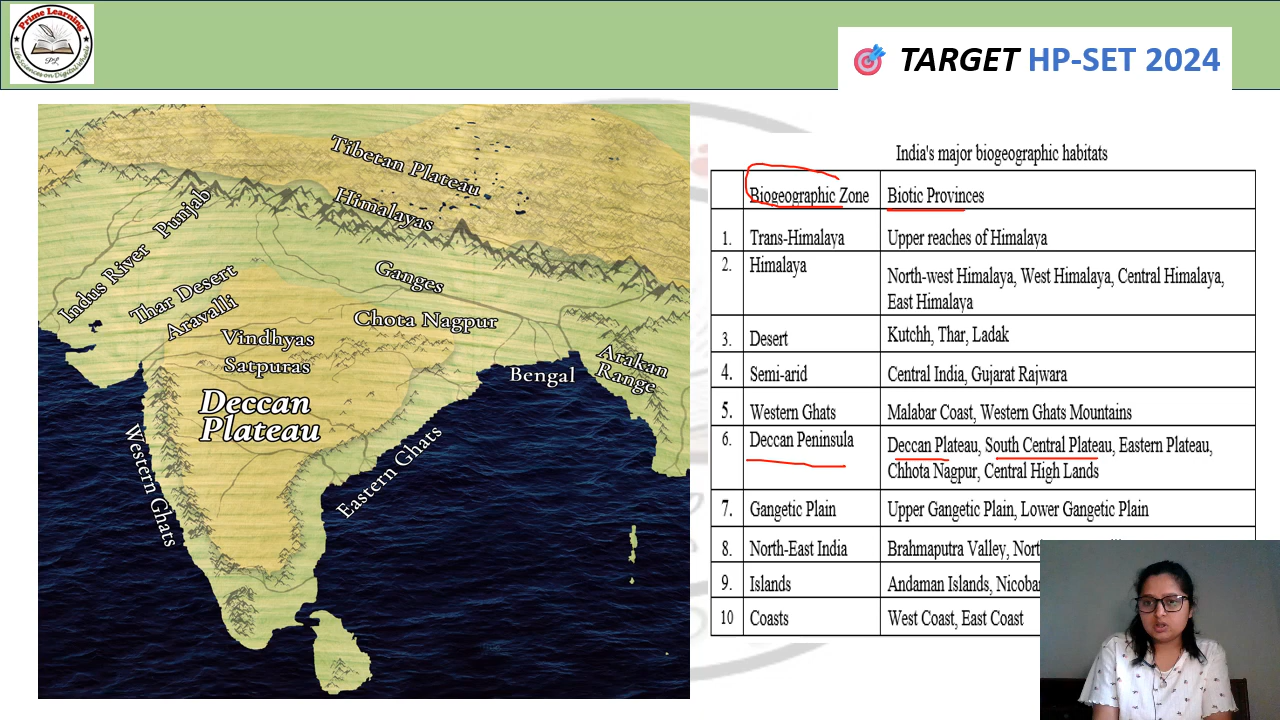 Prime Learning
TARGET HP-SET 2024
Tibetan Plateau
Himalayas
Punjab
Indus River
Ganges
Thar Desert
Aravalli
Chota Nagpur
Vindhyas
Satpuras
Arakan
Range
Bengal
Deccan
Plateau
Western Ghats
Eastern Ghats
India's major biogeographic habitats
Biogeographic Zone Biotic Provinces
1. Trans-Himalaya Upper reaches of Himalaya
2. Himalaya North-west Himalaya, West Himalaya, Central Himalaya,
East Himalaya
3. Desert Kutchh, Thar, Ladak
4. Semi-arid Central India, Gujarat Rajwara
5. Western Ghats Malabar Coast, Western Ghats Mountains
6. Deccan Peninsula Deccan Plateau, South Central Plateau, Eastern Plateau,
Chhota Nagpur, Central High Lands
7. Gangetic Plain Upper Gangetic Plain, Lower Gangetic Plain
8. North-East India Brahmaputra Valley,
9. Islands Andaman Islands,
10 Coasts West Coast, East Coast